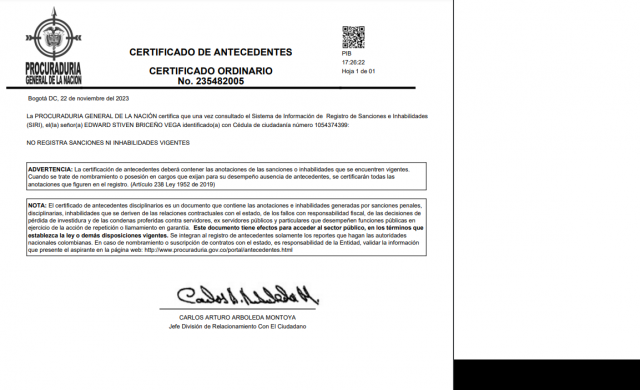 PROCURADURIA
GENERAL DE LA NACION
CERTIFICADO DE ANTECEDENTES
CERTIFICADO ORDINARIO
No. 235482005
PIB
17:26:22
Hoja 1 de 01
Bogotá DC, 22 de noviembre del 2023
La PROCURADURIA GENERAL DE LA NACIÓN certifica que una vez consultado el Sistema de Información de Registro de Sanciones e Inhabilidades
(SIRI), el(la) señor(a) EDWARD STIVEN BRICEÑO VEGA identificado(a) con Cédula de ciudadanía número 1054374399:
NO REGISTRA SANCIONES NI INHABILIDADES VIGENTES
ADVERTENCIA: La certificación de antecedentes deberá contener las anotaciones de las sanciones o inhabilidades que se encuentren vigentes.
Cuando se trate de nombramiento o posesión en cargos que exijan para su desempeño ausencia de antecedentes, se certificarán todas las
anotaciones que figuren en el registro. (Artículo 238 Ley 1952 de 2019)
NOTA: El certificado de antecedentes disciplinarios es un documento que contiene las anotaciones e inhabilidades generadas por sanciones penales,
disciplinarias, inhabilidades que se deriven de las relaciones contractuales con el estado, de los fallos con responsabilidad fiscal, de las decisiones de
pérdida de investidura y de las condenas proferidas contra servidores, ex servidores públicos y particulares que desempeñen funciones públicas en
ejercicio de la acción de repetición o llamamiento en garantía. Este documento tiene efectos para acceder al sector público, en los términos que
establezca la ley o demás disposiciones vigentes. Se integran al registro de antecedentes solamente los reportes que hagan las autoridades
nacionales colombianas. En caso de nombramiento o suscripción de contratos con el estado, es responsabilidad de la Entidad, validar la información
que presente el aspirante en la página web: http://www.procuraduria.gov.co/portal/antecedentes.html
CARLOS ARTURO ARBOLEDA MONTOYA
Jefe División de Relacionamiento Con El Ciudadano